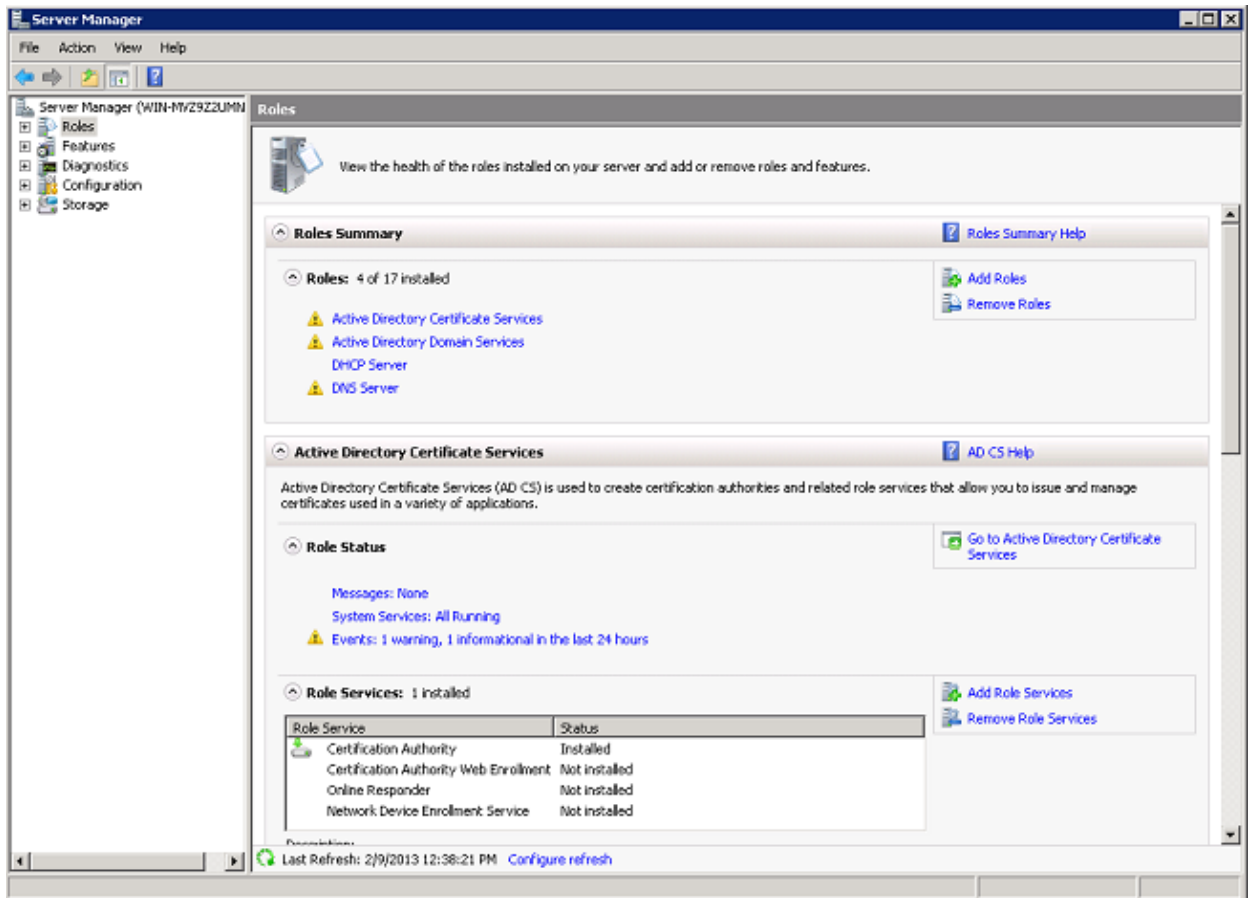 Server Manager
File Action View Help
Server Manager (WIN-MVZ9Z2UMN
Roles
Features
Diagnostics
Configuration
Storage
Roles
View the health of the roles installed on your server and add or remove roles and features.
Roles Summary
Roles Summary Help
Roles: 4 of 17 installed
Add Roles
Remove Roles
Active Directory Certificate Services
Active Directory Domain Services
DHCP Server
DNS Server
Active Directory Certificate Services
AD CS Help
Active Directory Certificate Services (AD CS) is used to create certification authorities and related role services that allow you to issue and manage
certificates used in a variety of applications.
Role Status
Go to Active Directory Certificate
Services
Messages: None
System Services: All Running
Events: 1 warning, 1 informational in the last 24 hours
Role Services: 1 installed
Add Role Services
Remove Role Services
Role Service Status
Certification Authority Installed
Certification Authority Web Enrollment Not installed
Online Responder Not installed
Network Device Enrollment Service Not installed
Description:
Last Refresh: 2/9/2013 12:38:21 PM Configure refresh